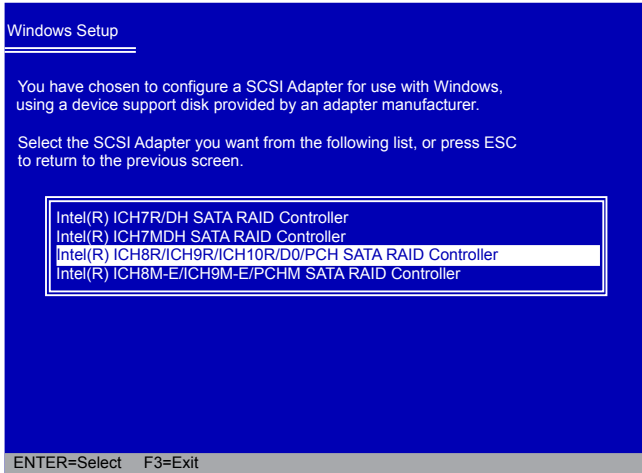 Windows Setup
You have chosen to configure a SCSI Adapter for use with Windows,
using a device support disk provided by an adapter manufacturer.
Select the SCSI Adapter you want from the following list, or press ESC
to return to the previous screen.
Intel(R) ICH7R/DH SATA RAID Controller
Intel(R) ICH7MDH SATA RAID Controller
Intel(R) ICH8R/ICH9R/ICH10R/D0/PCH SATA RAID Controller
Intel(R) ICH8M-E/ICH9M-E/PCHM SATA RAID Controller
ENTER=Select F3=Exit